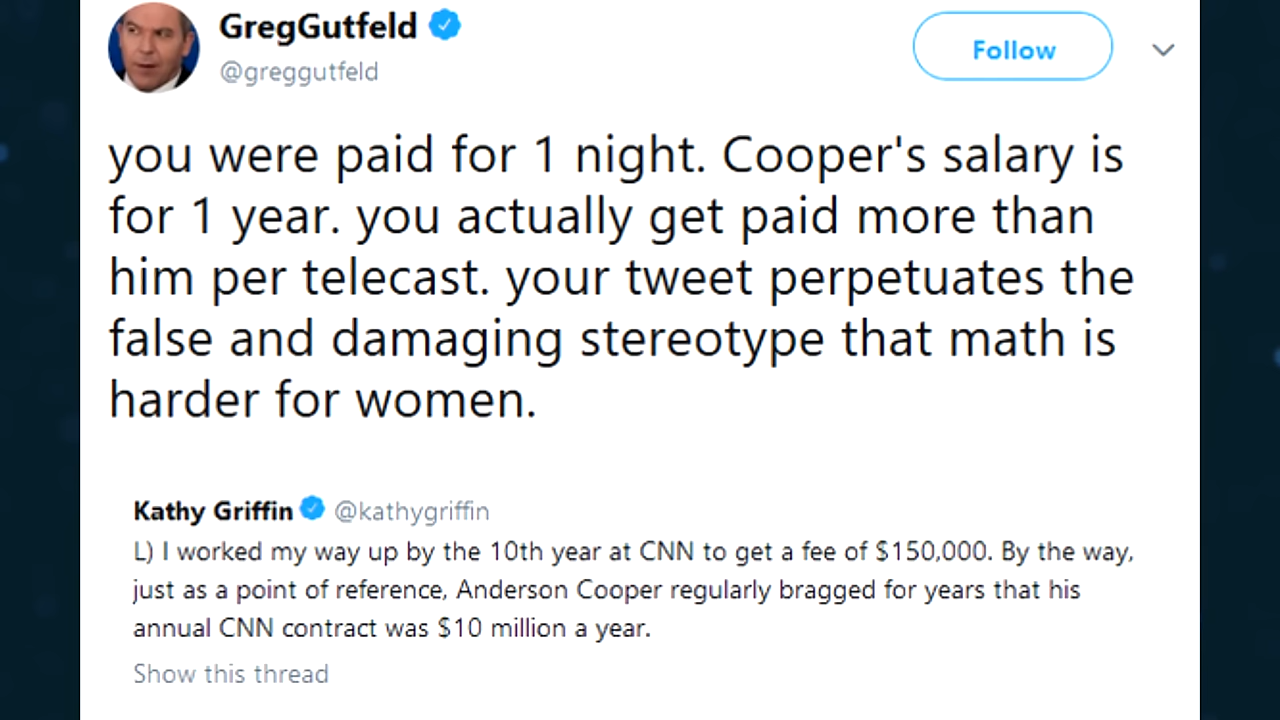 GregGutfeld
@greggutfeld
Follow
you were paid for 1 night. Cooper's salary is
for 1 year. you actually get paid more than
him per telecast. your tweet perpetuates the
false and damaging stereotype that math is
harder for women.
Kathy Griffin @kathygriffin
L) I worked my way up by the 10th year at CNN to get a fee of $150,000. By the way,
just as a point of reference, Anderson Cooper regularly bragged for years that his
annual CNN contract was $10 million a year.
Show this thread